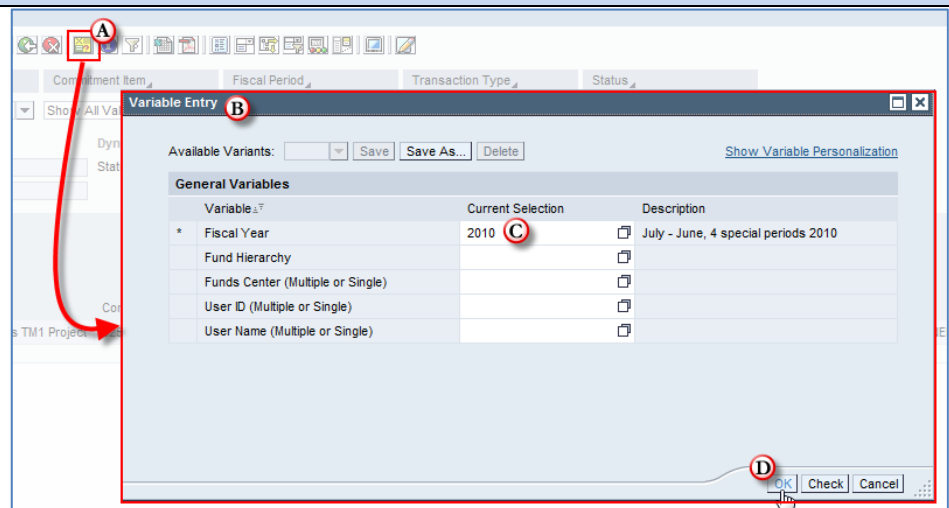 A
Commitment Item Fiscal Period Transaction Type Status
Show All Val
Variable Entry B
Dyn
Stat
Available Variants: Save Save As... Delete Show Variable Personalization
General Variables
Variable Current Selection Description
* Fiscal Year 2010 C July - June, 4 special periods 2010
Fund Hierarchy
Funds Center (Multiple or Single)
User ID (Multiple or Single)
Con
User Name (Multiple or Single)
s TM1 Project
D
OK Check Cancel